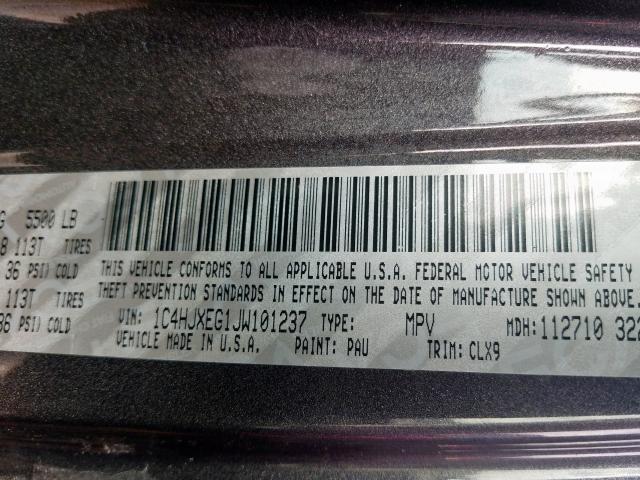 G 5500 LB
8 113T TIRES
36 PSI) COLD
113T TIRES
36 PSI) COLD
THIS VEHICLE CONFORMS TO ALL APPLICABLE U.S.A. FEDERAL MOTOR VEHICLE SAFETY
THEFT PREVENTION STANDARDS IN EFFECT ON THE DATE OF MANUFACTURE SHOWN ABOVE.
VIN: 1C4HJXEG1JW101237 TYPE: MPV MDH: 112710 322
VEHICLE MADE IN U.S.A. PAINT: PAU TRIM: CLX9